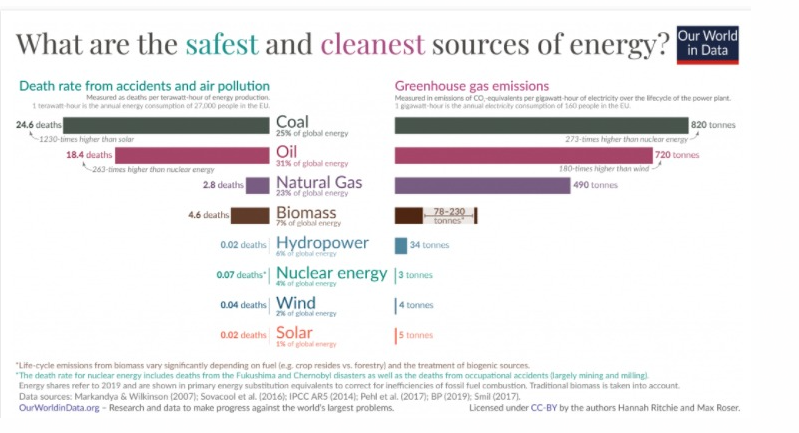 What are the safest and cleanest sources of energy?
Our World
in Data
Death rate from accidents and air pollution
Measured as deaths per terawatt-hour of energy production.
1 terawatt-hour is the annual energy consumption of 27,000 people in the EU.
Greenhouse gas emissions
Measured in emissions of CO₂-equivalents per gigawatt-hour of electricity over the lifecycle of the power plant.
1 gigawatt-hour is the annual electricity consumption of 160 people in the EU.
24.6 deaths
Coal
25% of global energy
820 tonnes
1230-times higher than solar
273-times higher than nuclear energy
18.4 deaths
Oil
31% of global energy
720 tonnes
263-times higher than nuclear energy
180-times higher than wind
2.8 deaths
Natural Gas
23% of global energy
490 tonnes
4.6 deaths
Biomass
7% of global energy
78–230
tonnes*
0.02 deaths
Hydropower
6% of global energy
34 tonnes
0.07 deaths*
Nuclear energy
4% of global energy
3 tonnes
0.04 deaths
Wind
2% of global energy
4 tonnes
0.02 deaths
Solar
1% of global energy
5 tonnes
*Life-cycle emissions from biomass vary significantly depending on fuel (e.g. crop resides vs. forestry) and the treatment of biogenic sources.
*The death rate for nuclear energy includes deaths from the Fukushima and Chernobyl disasters as well as the deaths from occupational accidents (largely mining and milling).
Energy shares refer to 2019 and are shown in primary energy substitution equivalents to correct for inefficiencies of fossil fuel combustion. Traditional biomass is taken into account.
Data sources: Markandya & Wilkinson (2007); Sovacool et al. (2016); IPCC AR5 (2014); Pehl et al. (2017); BP (2019); Smil (2017).
OurWorldinData.org – Research and data to make progress against the world's largest problems.
Licensed under CC-BY by the authors Hannah Ritchie and Max Roser.